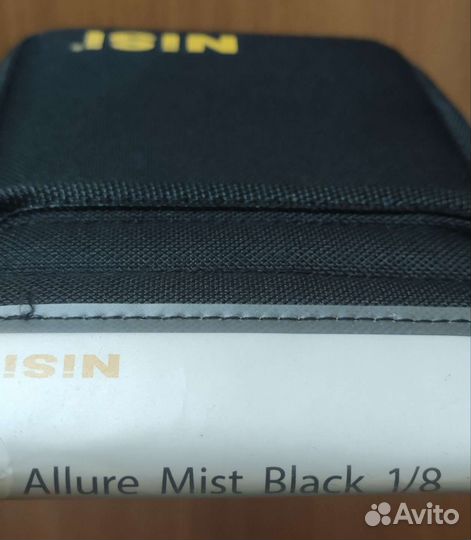 NiSi
NiSi
Allure Mist Black 1/8
Avito